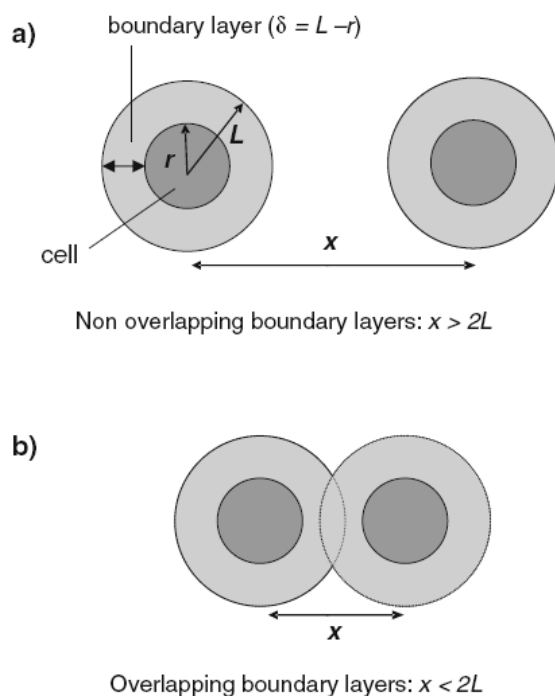 a)
boundary layer (δ = L –r)
L
r
cell
x
Non overlapping boundary layers: x > 2L
b)
x
Overlapping boundary layers: x < 2L